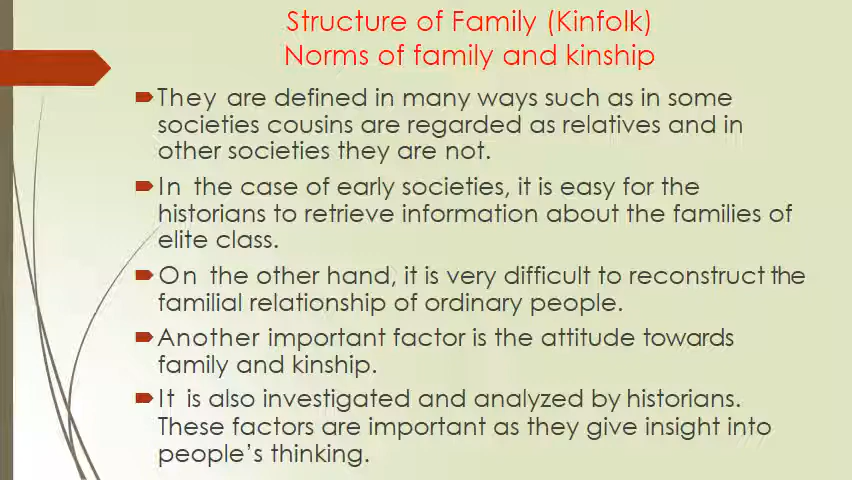 Structure of Family (Kinfolk)
Norms of family and kinship
They are defined in many ways such as in some
societies cousins are regarded as relatives and in
other societies they are not.
In the case of early societies, it is easy for the
historians to retrieve information about the families of
elite class.
On the other hand, it is very difficult to reconstruct the
familial relationship of ordinary people.
Another important factor is the attitude towards
family and kinship.
It is also investigated and analyzed by historians.
These factors are important as they give insight into
people's thinking.